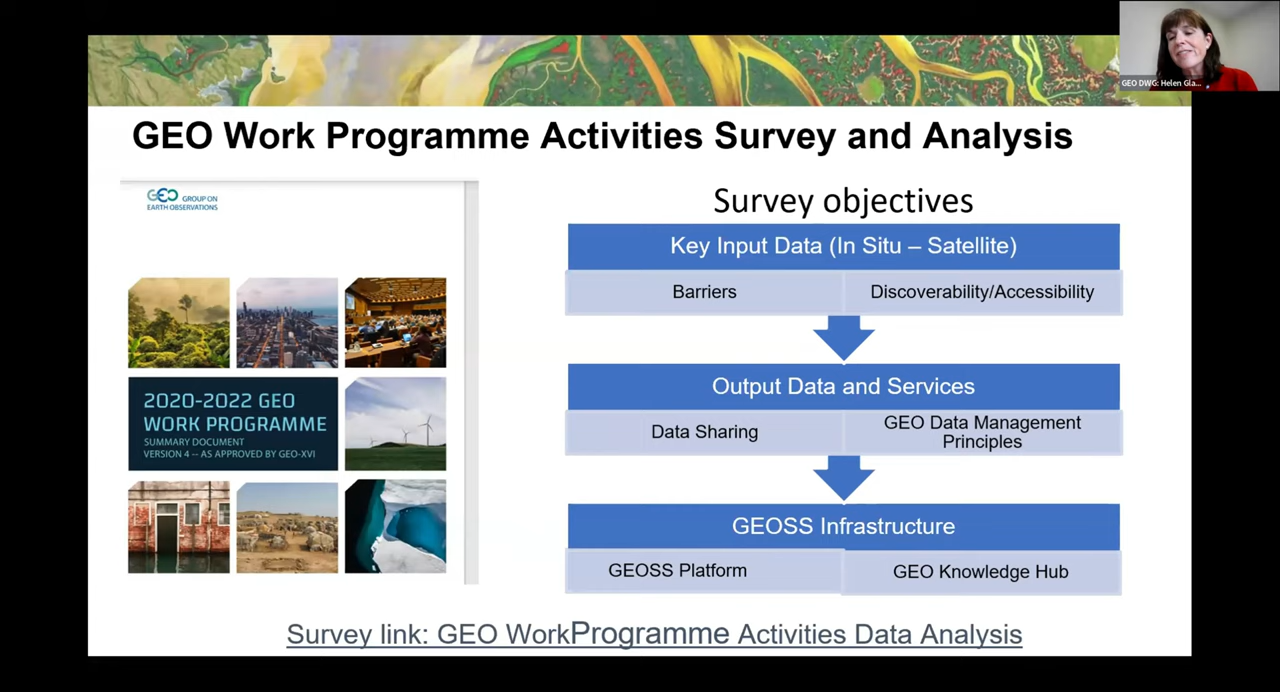 GEO DWG: Helen Gla...
GEO Work Programme Activities Survey and Analysis
GEO GROUP ON
EARTH OBSERVATIONS
2020-2022 GEO
WORK PROGRAMME
SUMMARY DOCUMENT
VERSION 4 -- AS APPROVED BY GEO-XVI
Survey objectives
Key Input Data (In Situ – Satellite)
Barriers
Discoverability/Accessibility
Output Data and Services
Data Sharing
GEO Data Management
Principles
GEOSS Infrastructure
GEOSS Platform
GEO Knowledge Hub
Survey link: GEO WorkProgramme Activities Data Analysis